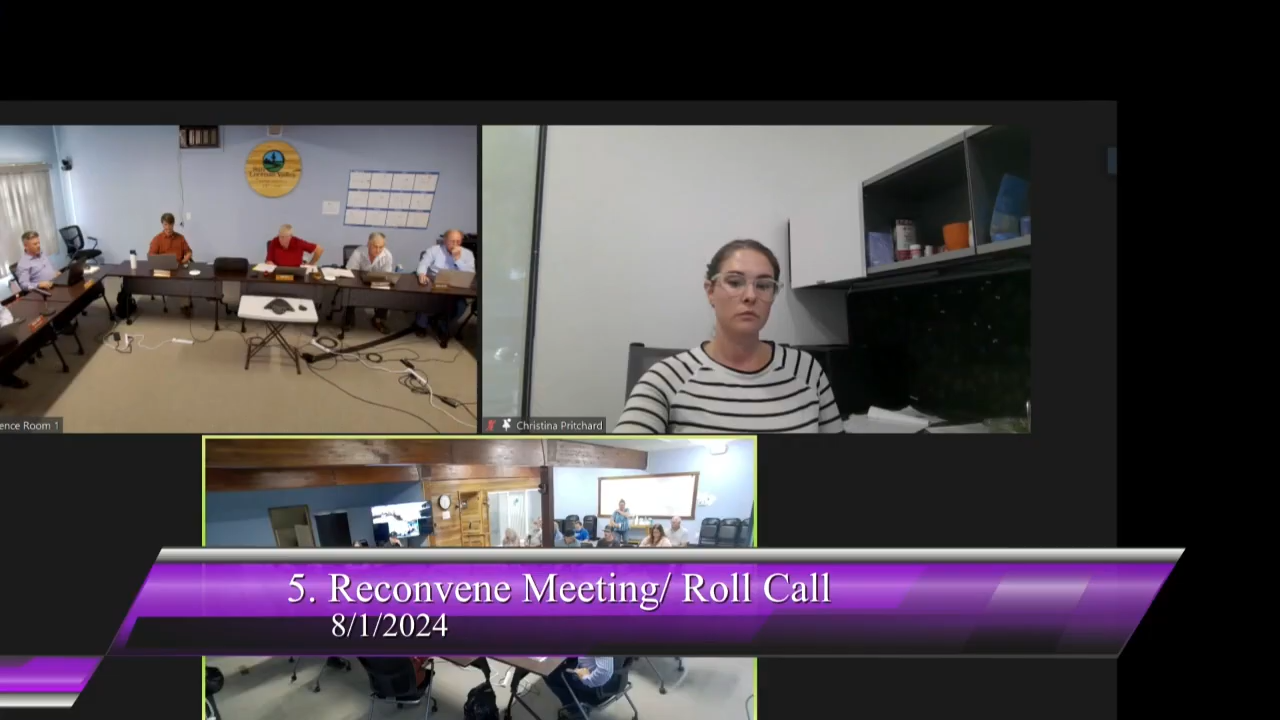 ence Room 1
Christina Pritchard
5. Reconvene Meeting/ Roll Call
8/1/2024